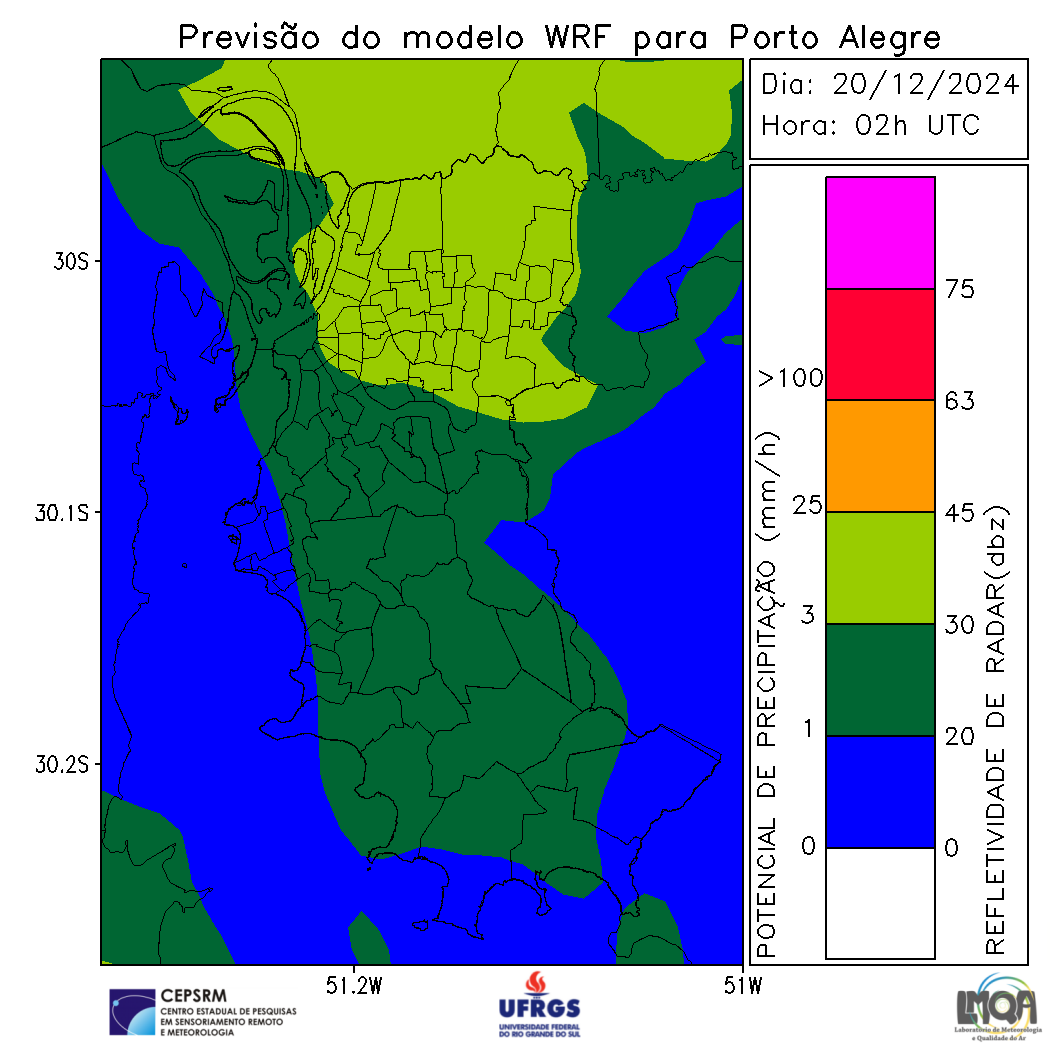 Previsão do modelo WRF para Porto Alegre
Dia: 20/12/2024
Hora: 02h UTC
30S
30.1S
30.2S
51.2W
51W
POTENCIAL DE PRECIPITAÇÃO (mm/h)
>100
25
3
1
0
75
63
45
30
20
0
REFLETIVIDADE DE RADAR(dbz)
CEPSRM
CENTRO ESTADUAL DE PESQUISAS
EM SENSORIAMENTO REMOTO
E METEOROLOGIA
UFRGS
UNIVERSIDADE FEDERAL
DO RIO GRANDE DO SUL
LMQA
Laboratório de Meteorologia
e Qualidade do Ar